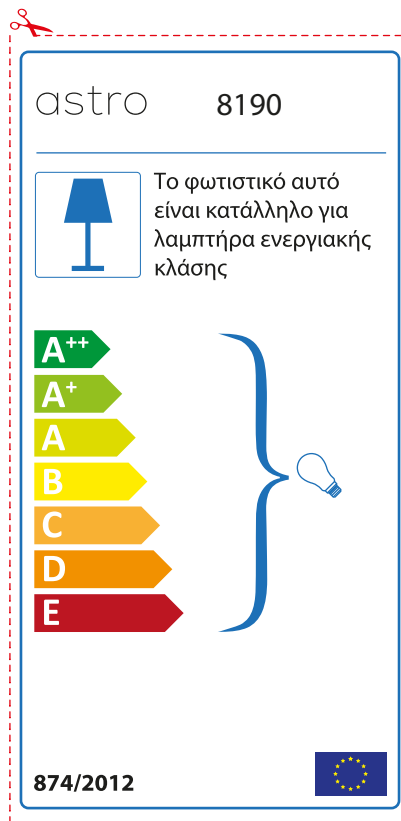 astro 8190
Το φωτιστικό αυτό
είναι κατάλληλο για
λαμπτήρα ενεργιακής
κλάσης
A++
A+
A
B
C
D
E
874/2012